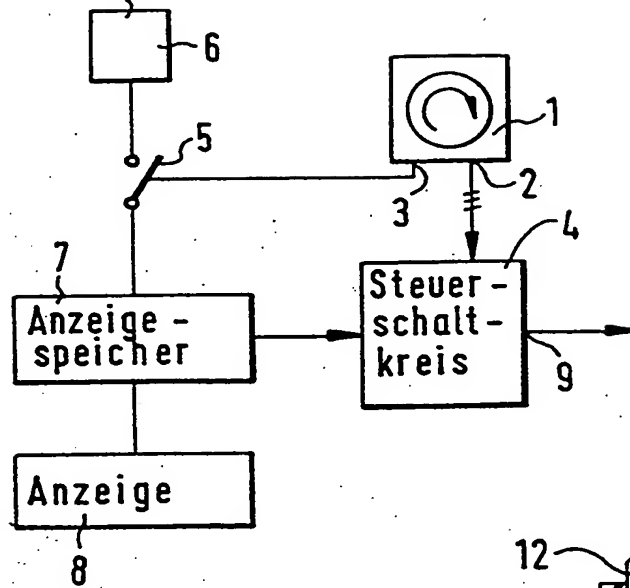 6
5
1
3
2
4
7
Anzeige-
speicher
Steuer-
schalt-
kreis
9
Anzeige
8
12